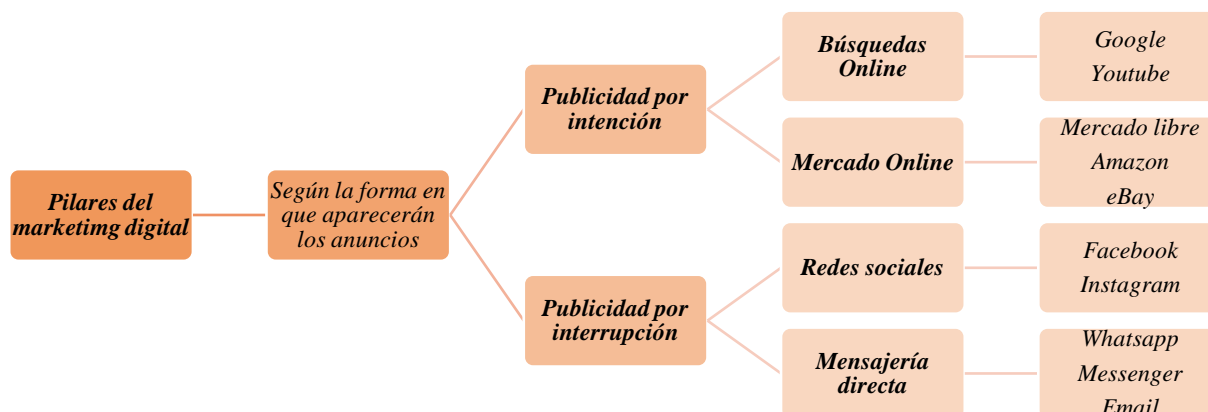 Pilares del
marketimg digital
Según la forma en
que aparecerán
los anuncios
Publicidad por
intención
Búsquedas
Online
Google
Youtube
Mercado Online
Mercado libre
Amazon
eBay
Publicidad por
interrupción
Redes sociales
Facebook
Instagram
Mensajería
directa
Whatsapp
Messenger
Email